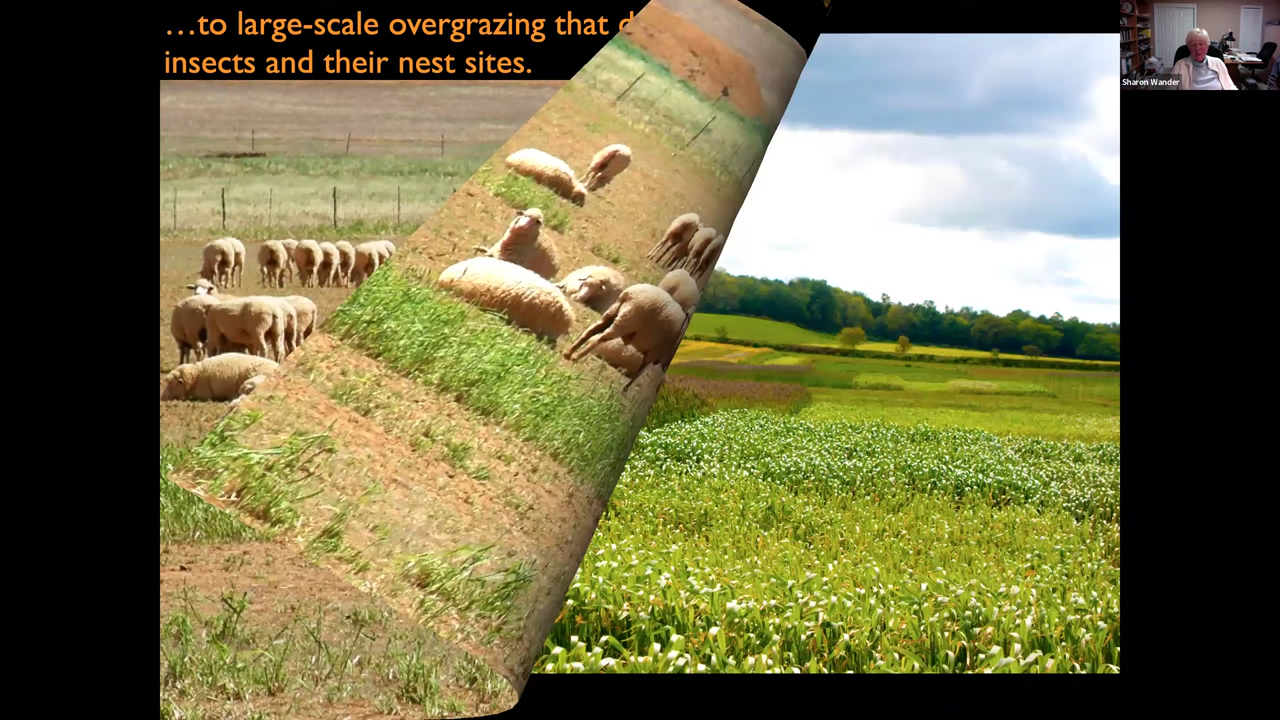 …to large-scale overgrazing that
insects and their nest sites.
Sharon Wander